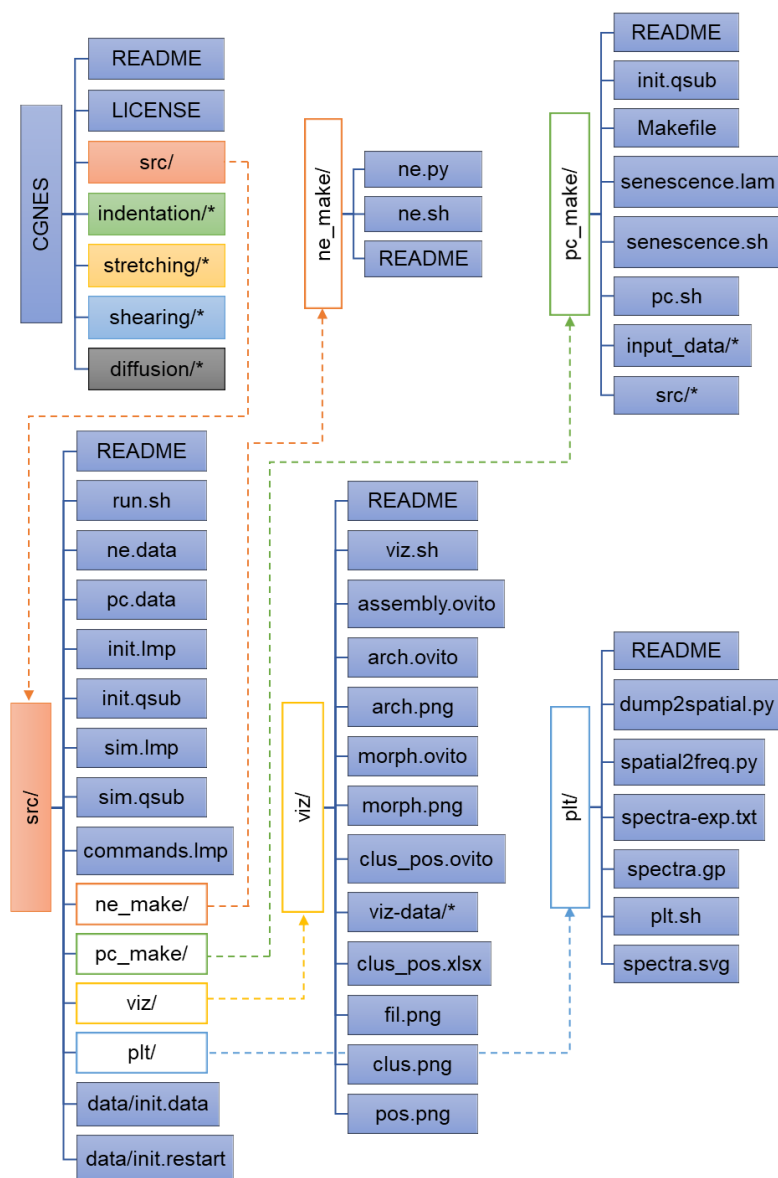 CGNES
README
LICENSE
src/
indentation/*
stretching/*
shearing/*
diffusion/*
ne_make/
ne.py
ne.sh
README
pc_make/
README
init.qsub
Makefile
senescence.lam
senescence.sh
pc.sh
input_data/*
src/*
src/
README
run.sh
ne.data
pc.data
init.lmp
init.qsub
sim.lmp
sim.qsub
commands.lmp
ne_make/
pc_make/
viz/
plt/
data/init.data
data/init.restart
viz/
README
viz.sh
assembly.ovito
arch.ovito
arch.png
morph.ovito
morph.png
clus_pos.ovito
viz-data/*
clus_pos.xlsx
fil.png
clus.png
pos.png
plt/
README
dump2spatial.py
spatial2freq.py
spectra-exp.txt
spectra.gp
plt.sh
spectra.svg